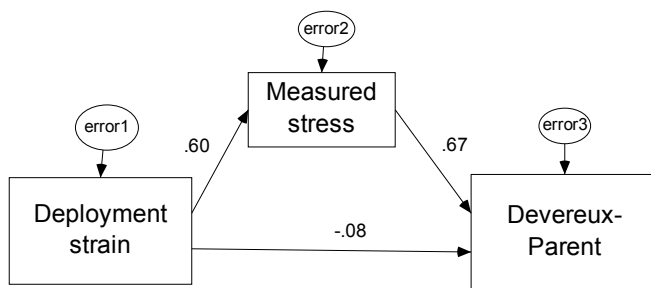 error2
Measured
stress
error1
.60
.67
error3
Deployment
strain
-.08
Devereux-
Parent